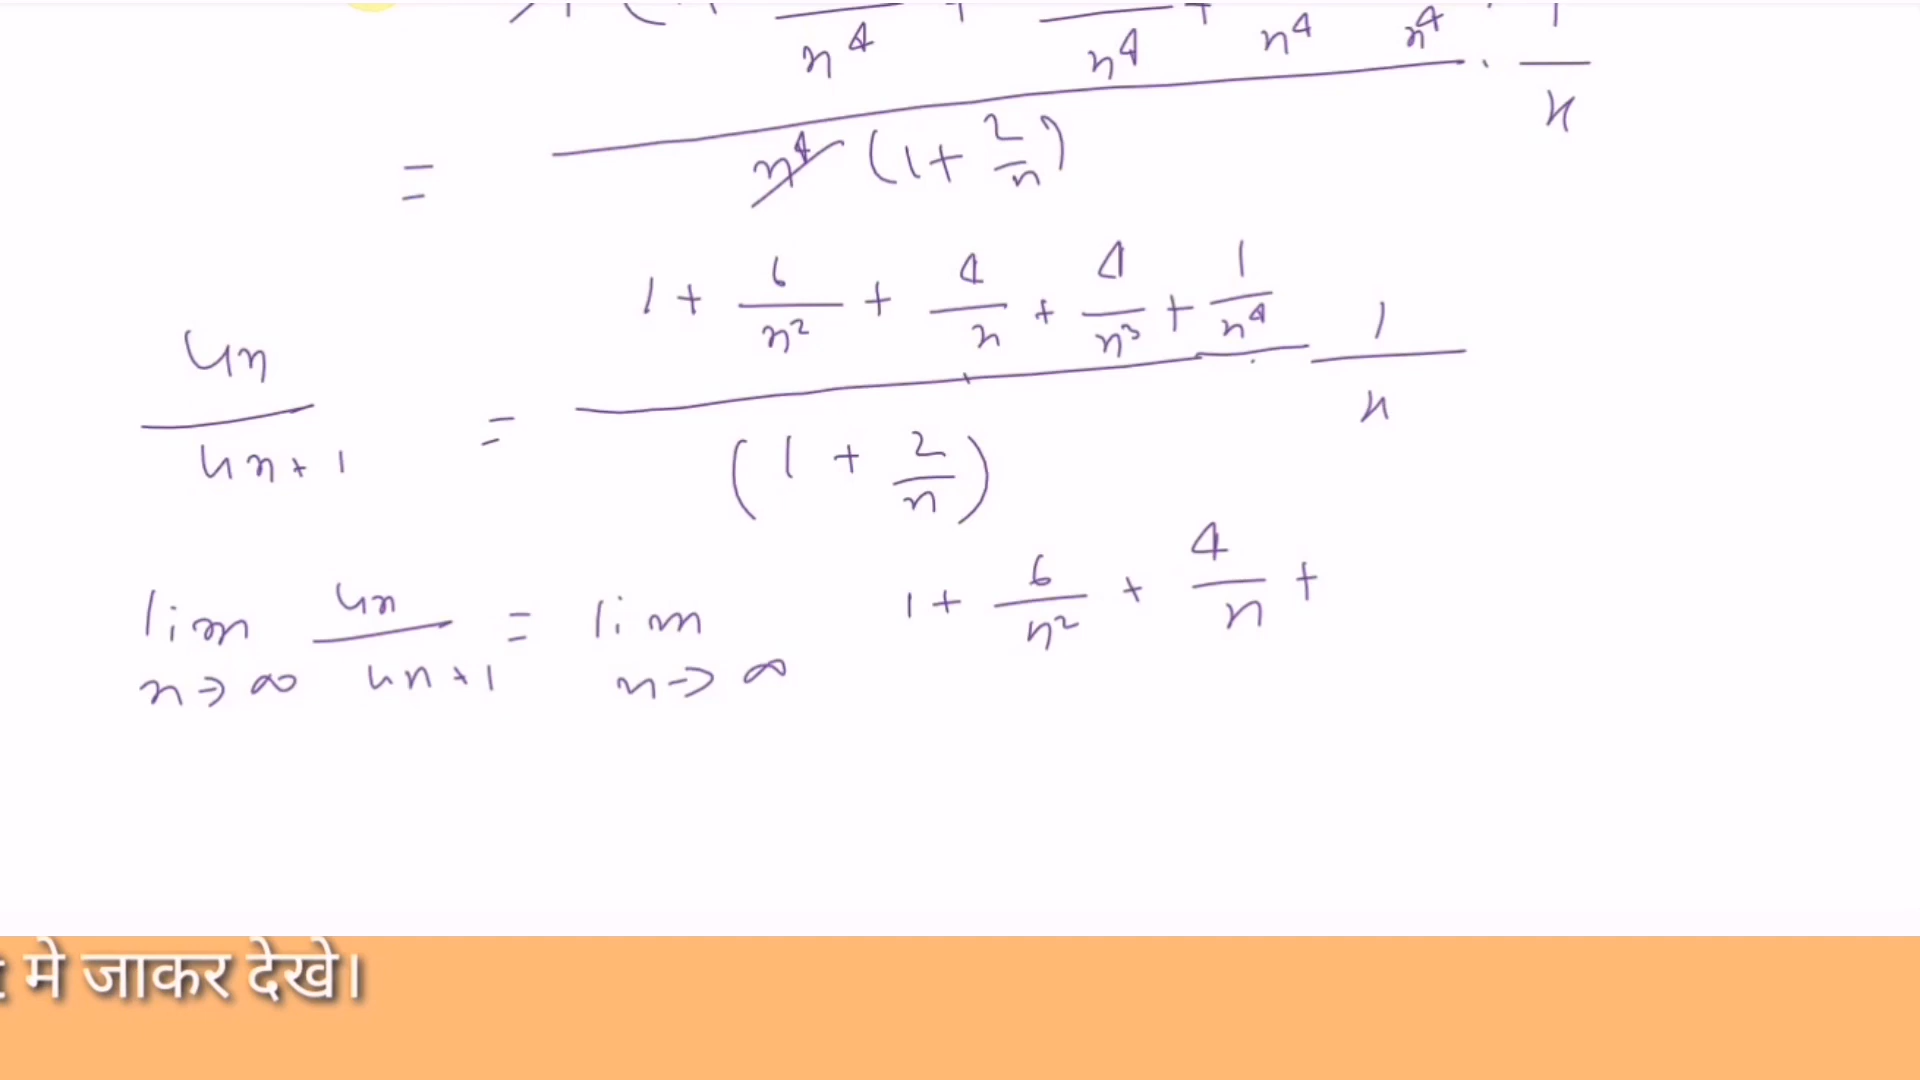 n⁴ n⁴ n⁴ n⁴ · 1/n
= n⁴ (1 + 2/n)
1 + 6/n² + 4/n + 4/n³ + 1/n⁴ 1
un/un+1 = (1 + 2/n) · 1/n
lim n→∞ un/un+1 = lim n→∞ 1 + 6/n² + 4/n +
मे जाकर देखे।